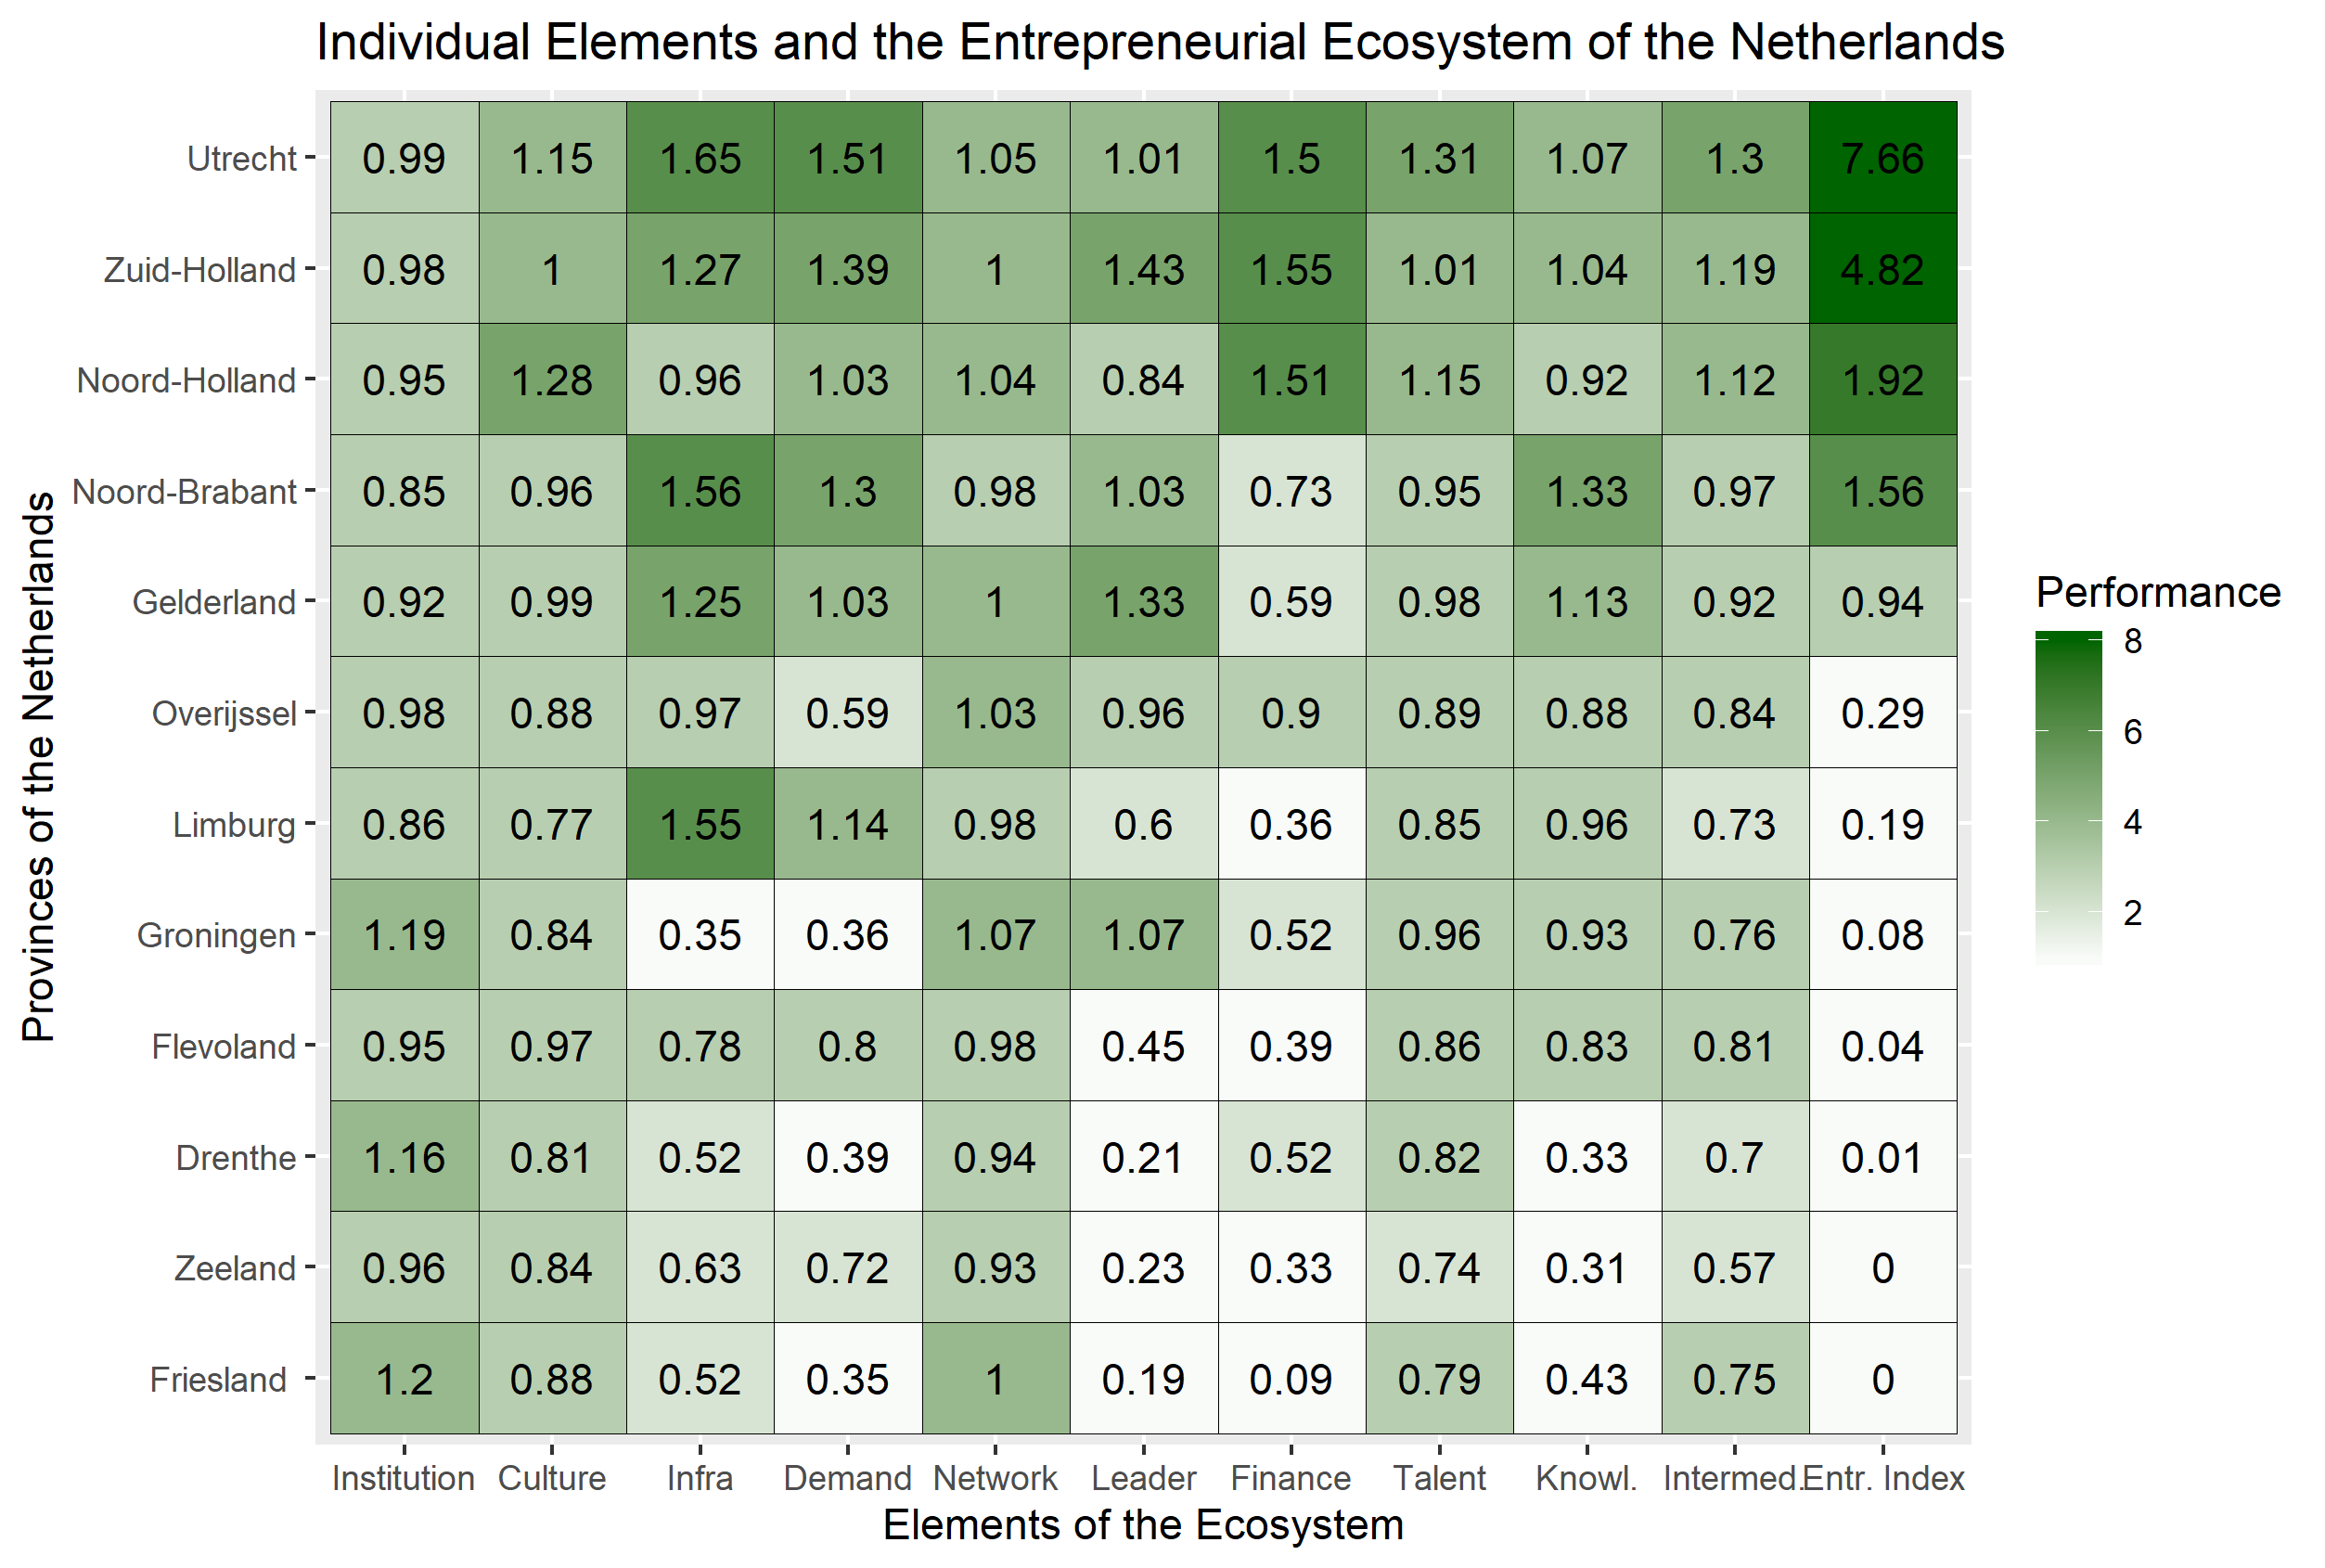 Individual Elements and the Entrepreneurial Ecosystem of the Netherlands
Provinces of the Netherlands
Utrecht 0.99 1.15 1.65 1.51 1.05 1.01 1.5 1.31 1.07 1.3 7.66
Zuid-Holland 0.98 1 1.27 1.39 1 1.43 1.55 1.01 1.04 1.19 4.82
Noord-Holland 0.95 1.28 0.96 1.03 1.04 0.84 1.51 1.15 0.92 1.12 1.92
Noord-Brabant 0.85 0.96 1.56 1.3 0.98 1.03 0.73 0.95 1.33 0.97 1.56
Gelderland 0.92 0.99 1.25 1.03 1 1.33 0.59 0.98 1.13 0.92 0.94
Overijssel 0.98 0.88 0.97 0.59 1.03 0.96 0.9 0.89 0.88 0.84 0.29
Limburg 0.86 0.77 1.55 1.14 0.98 0.6 0.36 0.85 0.96 0.73 0.19
Groningen 1.19 0.84 0.35 0.36 1.07 1.07 0.52 0.96 0.93 0.76 0.08
Flevoland 0.95 0.97 0.78 0.8 0.98 0.45 0.39 0.86 0.83 0.81 0.04
Drenthe 1.16 0.81 0.52 0.39 0.94 0.21 0.52 0.82 0.33 0.7 0.01
Zeeland 0.96 0.84 0.63 0.72 0.93 0.23 0.33 0.74 0.31 0.57 0
Friesland 1.2 0.88 0.52 0.35 1 0.19 0.09 0.79 0.43 0.75 0
Institution Culture Infra Demand Network Leader Finance Talent Knowl. Intermed. Entr. Index
Elements of the Ecosystem
Performance
8
6
4
2